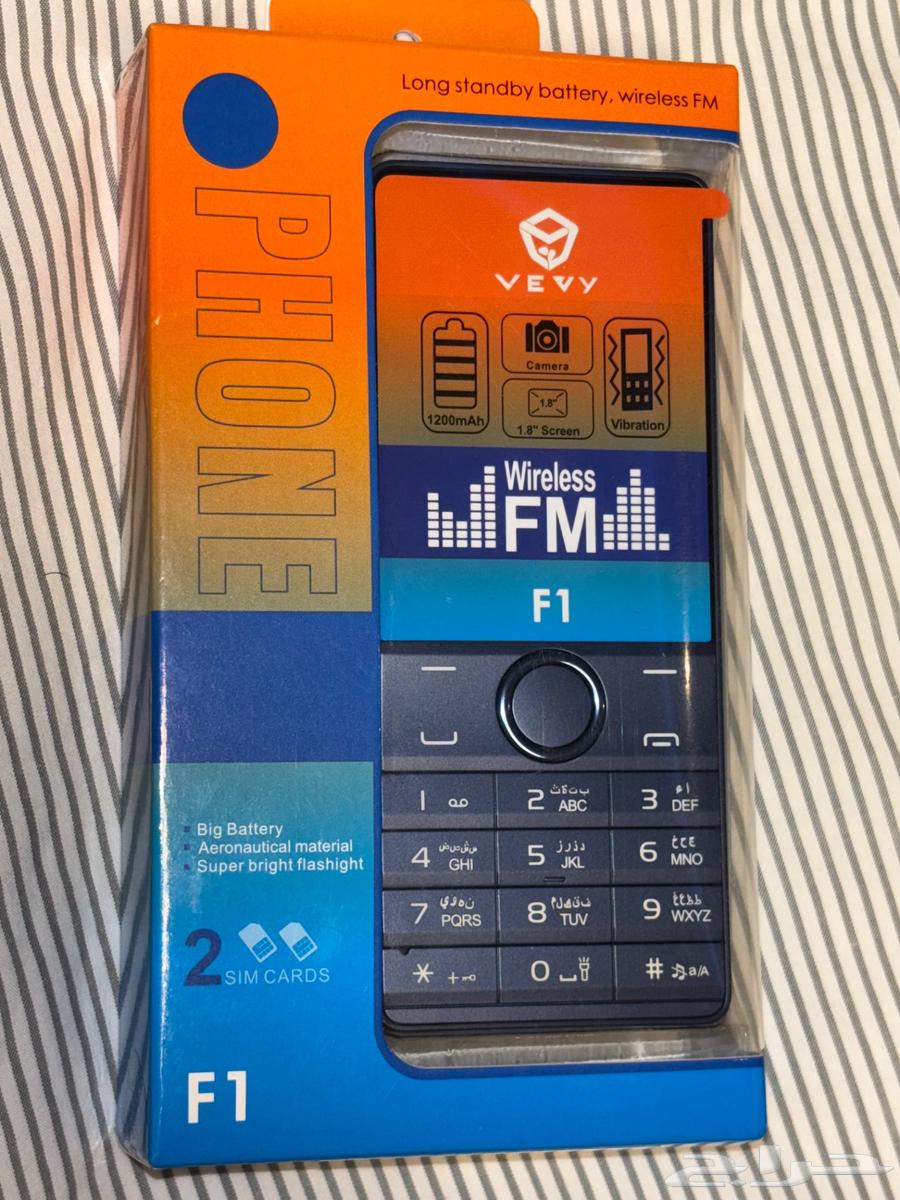 Long standby battery, wireless FM
PHONE
VEVY
1200mAh
Camera
1.8"
1.8" Screen
Vibration
Wireless
FM
F1
1
2 ABC
3 DEF
4 GHI
5 JKL
6 MNO
7 PQRS
8 TUV
9 WXYZ
* +
0
# a/A
Big Battery
Aeronautical material
Super bright flashight
2 SIM CARDS
F1
حراج